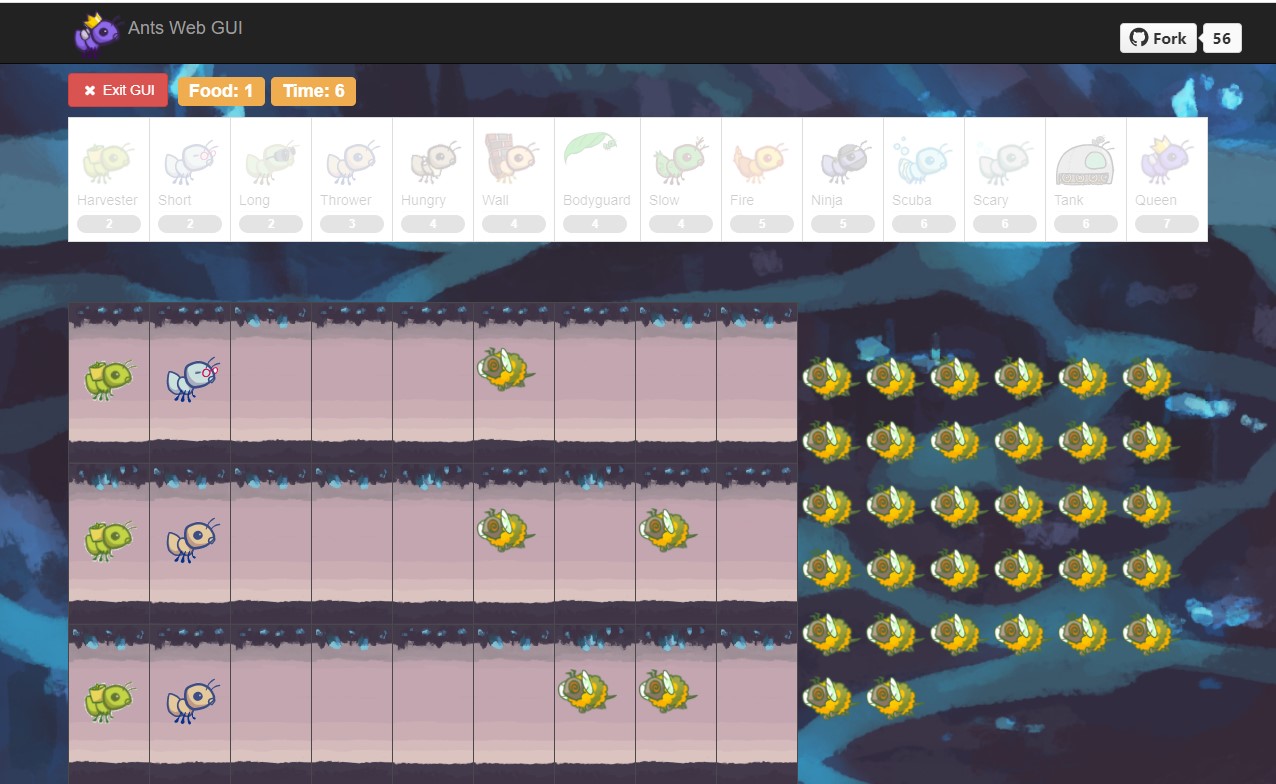 Ants Web GUI
Fork 56
✖ Exit GUI Food: 1 Time: 6
Harvester Short Long Thrower Hungry Wall Bodyguard Slow Fire Ninja Scuba Scary Tank Queen
2 2 2 3 4 4 4 4 5 5 6 6 6 7